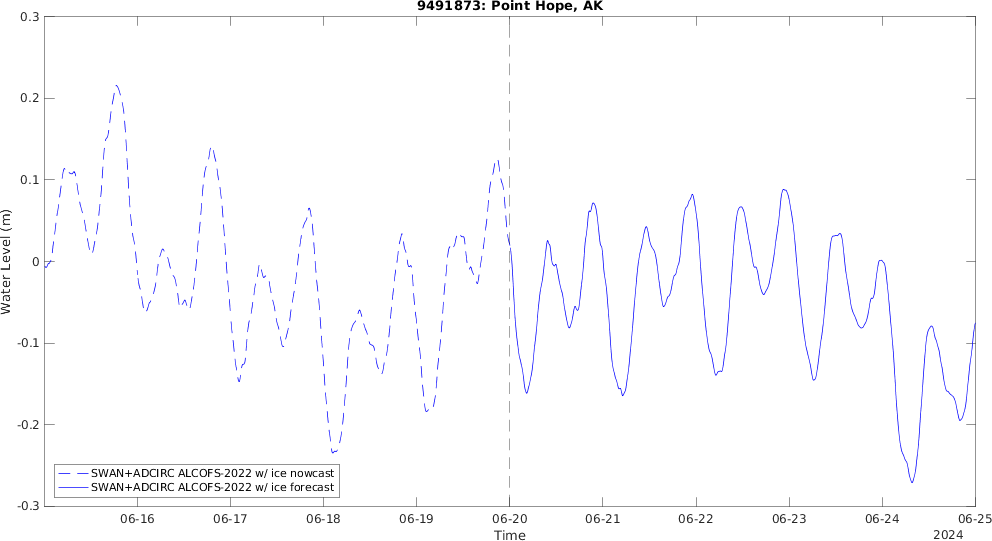 9491873: Point Hope, AK
Water Level (m)
0.3
0.2
0.1
0
-0.1
-0.2
-0.3
SWAN+ADCIRC ALCOFS-2022 w/ ice nowcast
SWAN+ADCIRC ALCOFS-2022 w/ ice forecast
06-16 06-17 06-18 06-19 06-20 06-21 06-22 06-23 06-24 06-25
Time
2024